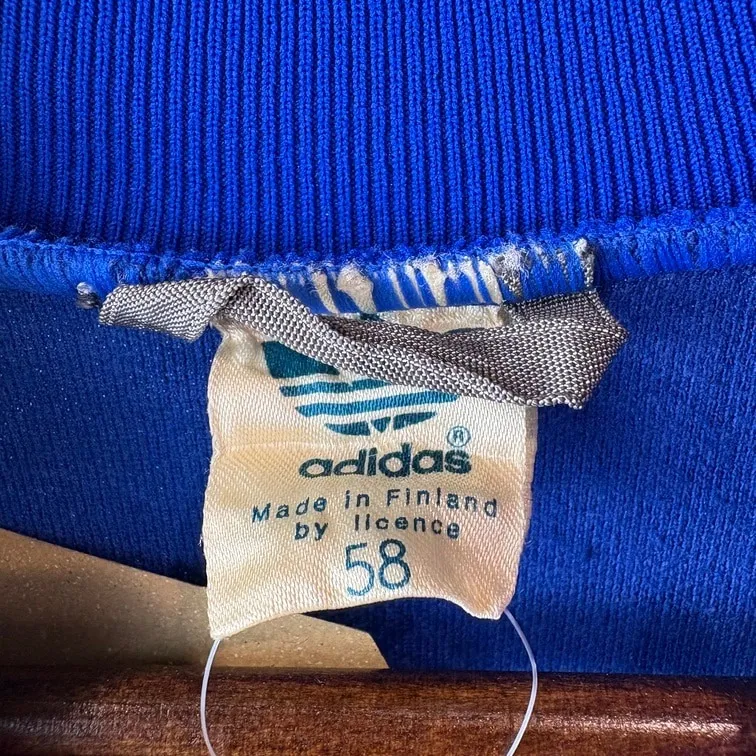 ®
adidas
Made in Finland
by licence
58